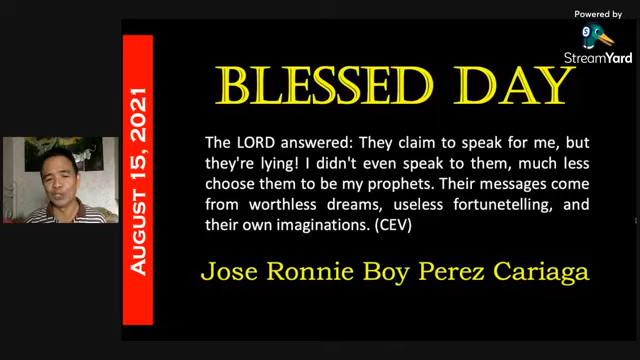 Powered by
StreamYard
BLESSED DAY
AUGUST 15, 2021
The LORD answered: They claim to speak for me, but
they're lying! I didn't even speak to them, much less
choose them to be my prophets. Their messages come
from worthless dreams, useless fortunetelling, and
their own imaginations. (CEV)
Jose Ronnie Boy Perez Cariaga